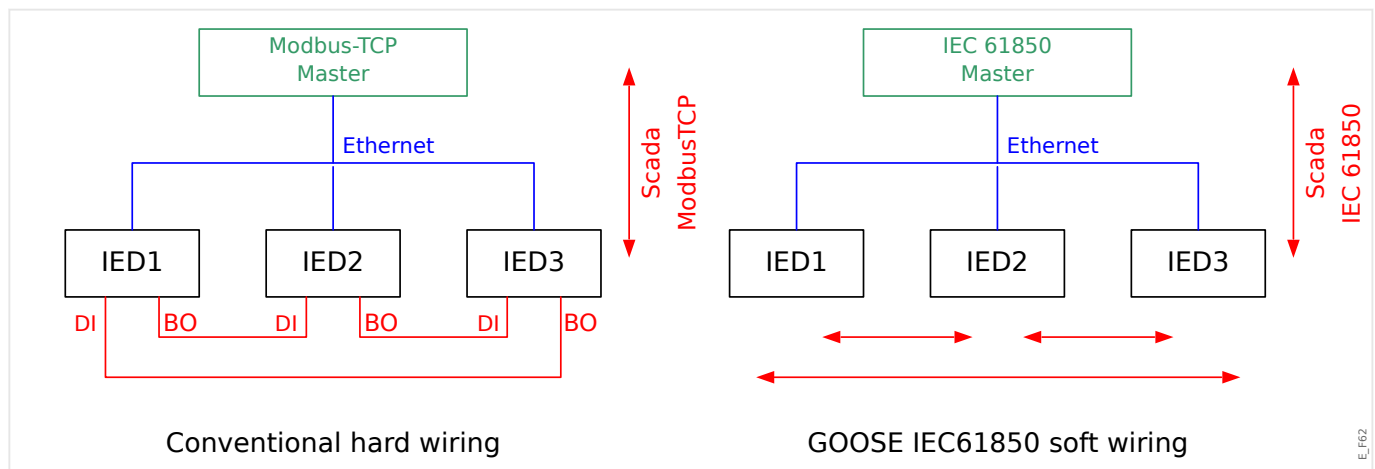 Modbus-TCP
Master
Ethernet
Scada
ModbusTCP
IED1
IED2
IED3
DI
BO
DI
BO
DI
BO
Conventional hard wiring
IEC 61850
Master
Ethernet
Scada
IEC 61850
IED1
IED2
IED3
GOOSE IEC61850 soft wiring
E_F62